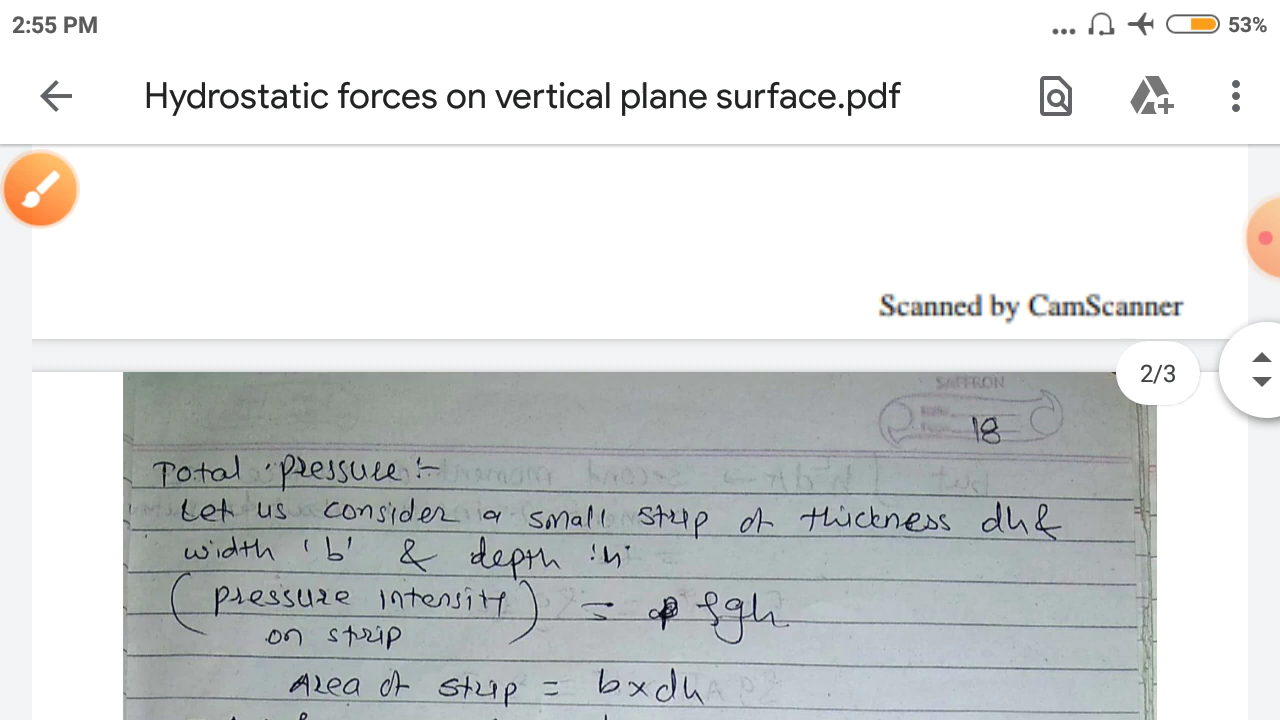 2:55 PM
53%
Hydrostatic forces on vertical plane surface.pdf
Scanned by CamScanner
2/3
SAFFRON
18
Total pressure :-
Let us consider a small strip of thickness dh &
width 'b' & depth 'h'
(pressure intensity on strip) = ρgh
Area of strip = b x dh